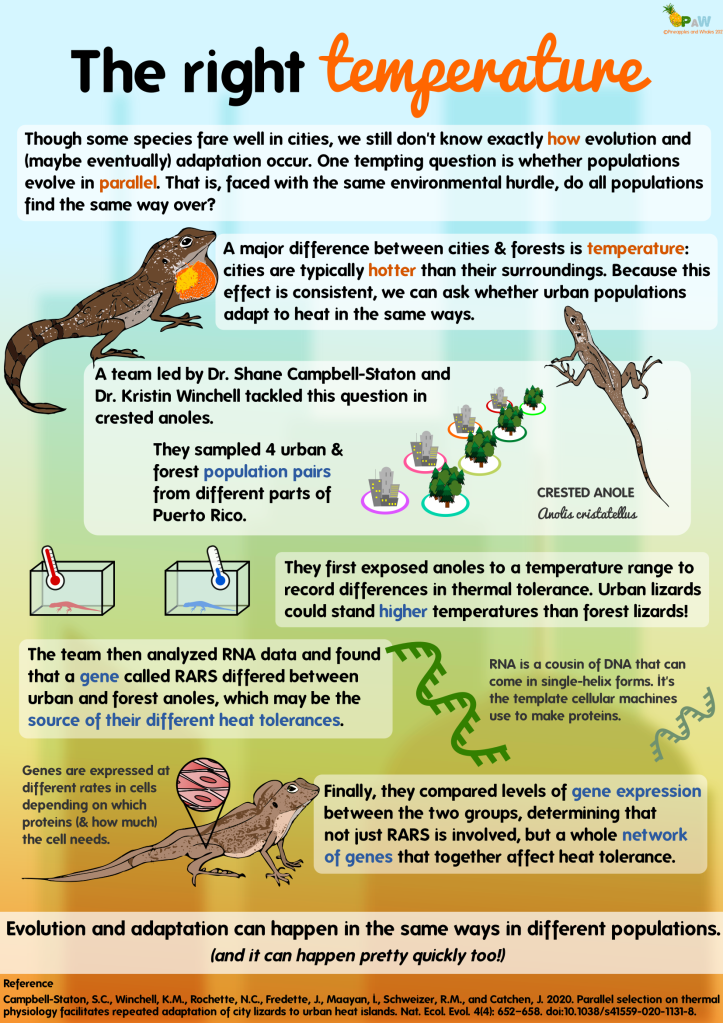 PAW
©Pineapples and Whales
The right temperature
Though some species fare well in cities, we still don't know exactly how evolution and
(maybe eventually) adaptation occur. One tempting question is whether populations
evolve in parallel. That is, faced with the same environmental hurdle, do all populations
find the same way over?
A major difference between cities & forests is temperature:
cities are typically hotter than their surroundings. Because this
effect is consistent, we can ask whether urban populations
adapt to heat in the same ways.
A team led by Dr. Shane Campbell-Staton and
Dr. Kristin Winchell tackled this question in
crested anoles.
They sampled 4 urban &
forest population pairs
from different parts of
Puerto Rico.
CRESTED ANOLE
Anolis cristatellus
They first exposed anoles to a temperature range to
record differences in thermal tolerance. Urban lizards
could stand higher temperatures than forest lizards!
The team then analyzed RNA data and found
that a gene called RARS differed between
urban and forest anoles, which may be the
source of their different heat tolerances.
RNA is a cousin of DNA that can
come in single-helix forms. It's
the template cellular machines
use to make proteins.
Genes are expressed at
different rates in cells
depending on which
proteins (& how much)
the cell needs.
Finally, they compared levels of gene expression
between the two groups, determining that
not just RARS is involved, but a whole network
of genes that together affect heat tolerance.
Evolution and adaptation can happen in the same ways in different populations.
(and it can happen pretty quickly too!)
Reference
Campbell-Staton, S.C., Winchell, K.M., Rochette, N.C., Fredette, J., Maayan, I., Schweizer, R.M., and Catchen, J. 2020. Parallel selection on thermal
physiology facilitates repeated adaptation of city lizards to urban heat islands. Nat. Ecol. Evol. 4(4): 652–658. doi:10.1038/s41559-020-1131-8.